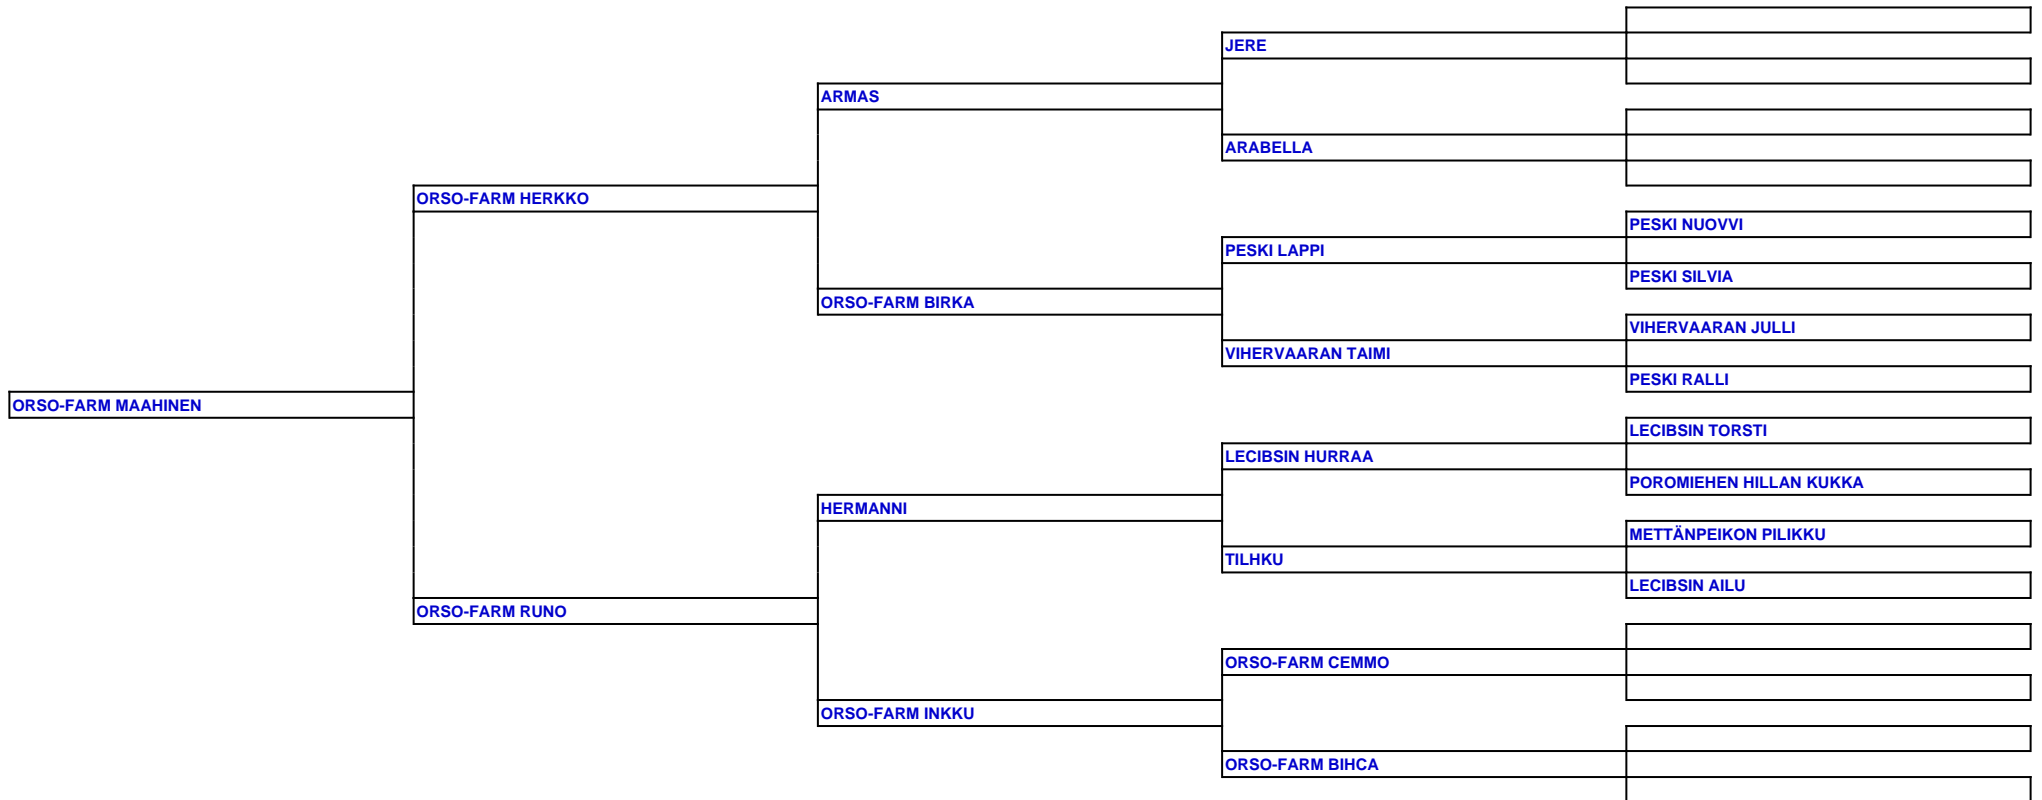 JERE
ARMAS
ARABELLA
ORSO-FARM HERKKO
PESKI NUOVVI
PESKI LAPPI
PESKI SILVIA
ORSO-FARM BIRKA
VIHERVAARAN JULLI
VIHERVAARAN TAIMI
PESKI RALLI
ORSO-FARM MAAHINEN
LECIBSIN TORSTI
LECIBSIN HURRAA
POROMIEHEN HILLAN KUKKA
HERMANNI
METTÄNPEIKON PILIKKU
TILHKU
LECIBSIN AILU
ORSO-FARM RUNO
ORSO-FARM CEMMO
ORSO-FARM INKKU
ORSO-FARM BIHCA